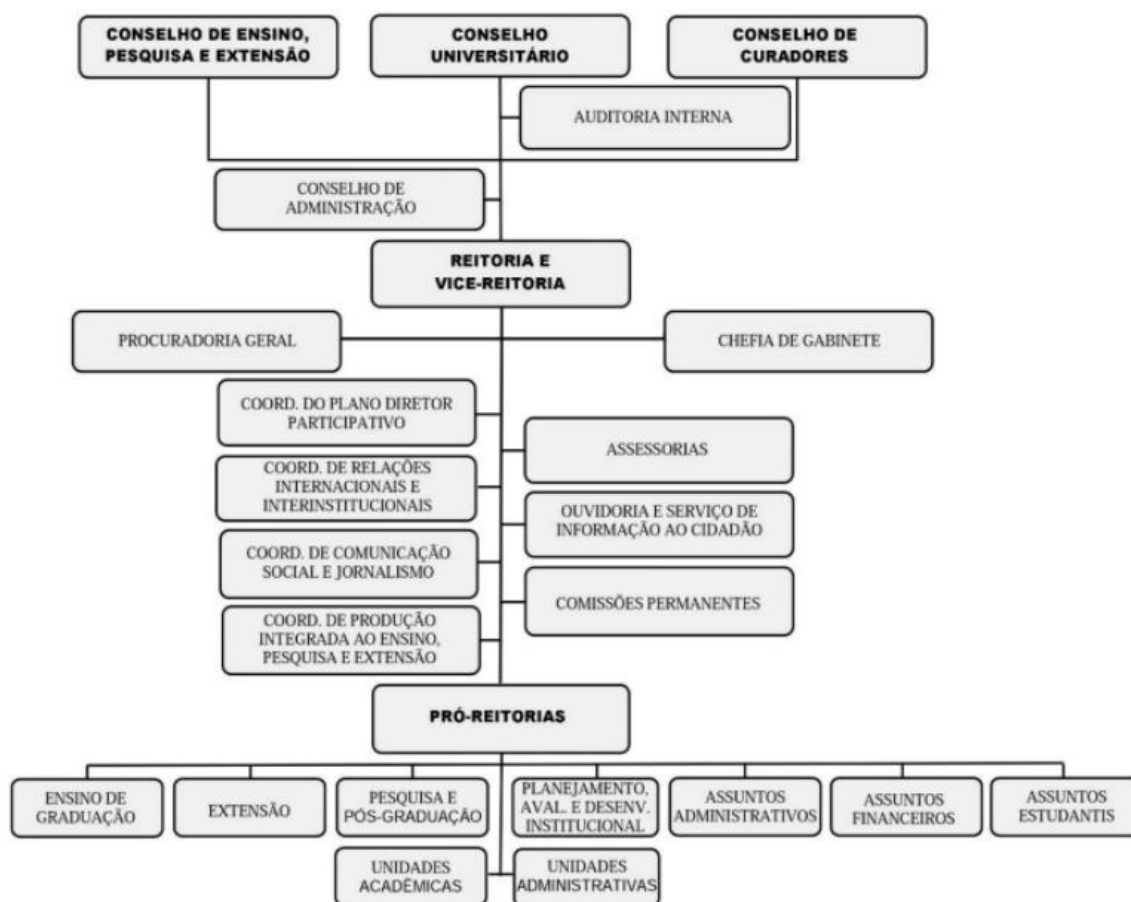 CONSELHO DE ENSINO,
PESQUISA E EXTENSÃO
CONSELHO
UNIVERSITÁRIO
CONSELHO DE
CURADORES
AUDITORIA INTERNA
CONSELHO DE
ADMINISTRAÇÃO
REITORIA E
VICE-REITORIA
PROCURADORIA GERAL
CHEFIA DE GABINETE
COORD. DO PLANO DIRETOR
PARTICIPATIVO
ASSESSORIAS
COORD. DE RELAÇÕES
INTERNACIONAIS E
INTERINSTITUCIONAIS
OUVIDORIA E SERVIÇO DE
INFORMAÇÃO AO CIDADÃO
COORD. DE COMUNICAÇÃO
SOCIAL E JORNALISMO
COMISSÕES PERMANENTES
COORD. DE PRODUÇÃO
INTEGRADA AO ENSINO,
PESQUISA E EXTENSÃO
PRÓ-REITORIAS
ENSINO DE
GRADUAÇÃO
EXTENSÃO
PESQUISA E
PÓS-GRADUAÇÃO
PLANEJAMENTO,
AVAL. E DESENV.
INSTITUCIONAL
ASSUNTOS
ADMINISTRATIVOS
ASSUNTOS
FINANCEIROS
ASSUNTOS
ESTUDANTIS
UNIDADES
ACADÊMICAS
UNIDADES
ADMINISTRATIVAS